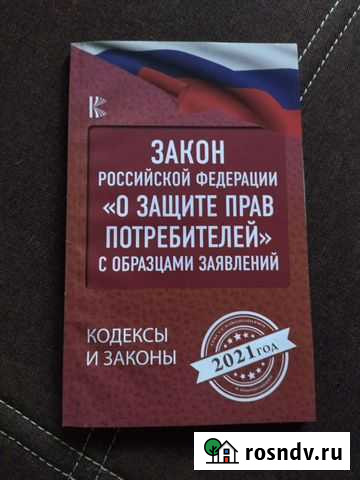 К
ЗАКОН
РОССИЙСКОЙ ФЕДЕРАЦИИ
«О ЗАЩИТЕ ПРАВ
ПОТРЕБИТЕЛЕЙ»
С ОБРАЗЦАМИ ЗАЯВЛЕНИЙ
КОДЕКСЫ
И ЗАКОНЫ
2021 ГОД
rosndv.ru